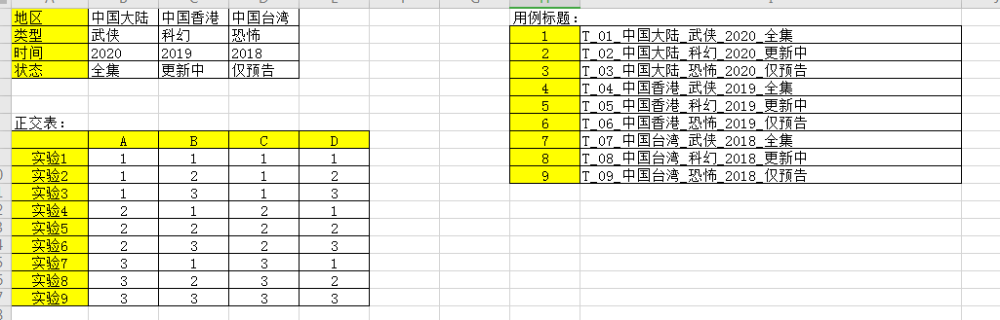 地区 中国大陆 中国香港 中国台湾
类型 武侠 科幻 恐怖
时间 2020 2019 2018
状态 全集 更新中 仅预告
正交表：
A B C D
实验1 1 1 1 1
实验2 1 2 1 2
实验3 1 3 1 3
实验4 2 1 2 1
实验5 2 2 2 2
实验6 2 3 2 3
实验7 3 1 3 1
实验8 3 2 3 2
实验9 3 3 3 3
用例标题：
1 T_01_中国大陆_武侠_2020_全集
2 T_02_中国大陆_科幻_2020_更新中
3 T_03_中国大陆_恐怖_2020_仅预告
4 T_04_中国香港_武侠_2019_全集
5 T_05_中国香港_科幻_2019_更新中
6 T_06_中国香港_恐怖_2019_仅预告
7 T_07_中国台湾_武侠_2018_全集
8 T_08_中国台湾_科幻_2018_更新中
9 T_09_中国台湾_恐怖_2018_仅预告